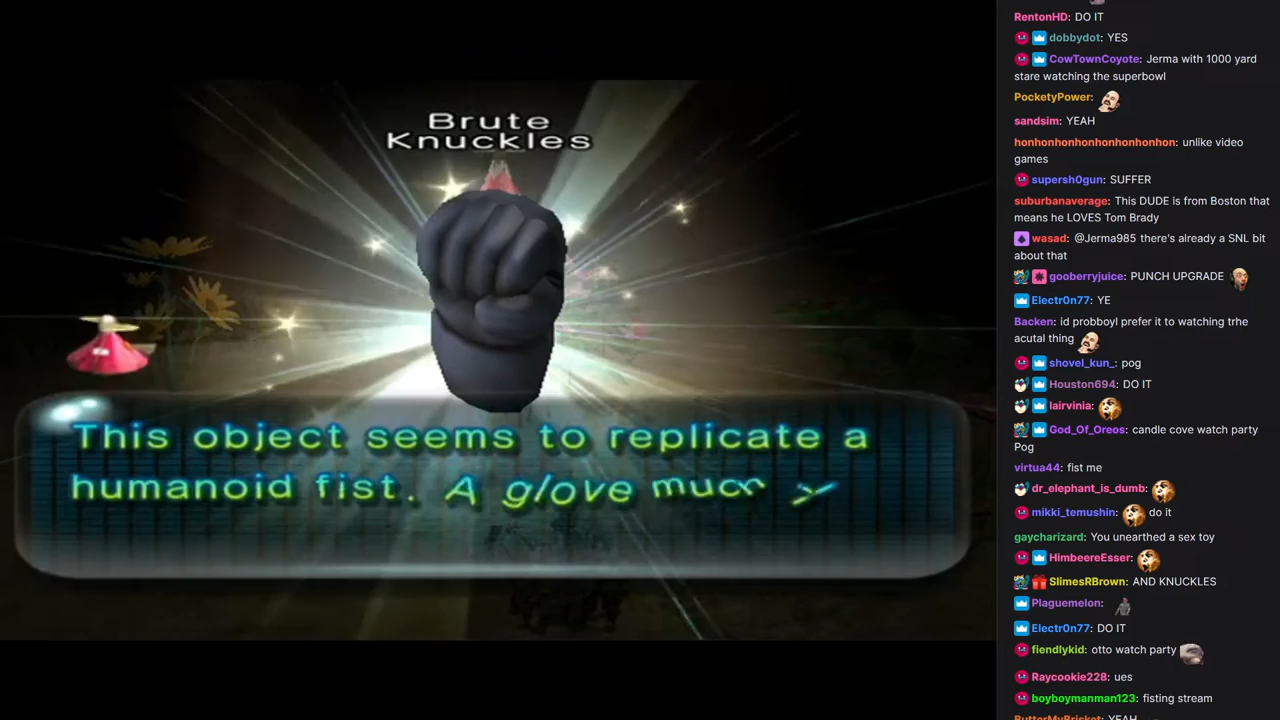 Brute
Knuckles
This object seems to replicate a
humanoid fist. A glove much
RentonHD: DO IT
dobbydot: YES
CowTownCoyote: Jerma with 1000 yard
stare watching the superbowl
PocketyPower:
sandsim: YEAH
honhonhonhonhonhonhonhon: unlike video
games
supersh0gun: SUFFER
suburbanaverage: This DUDE is from Boston that
means he LOVES Tom Brady
wasad: @Jerma985 there's already a SNL bit
about that
gooberryjuice: PUNCH UPGRADE
Electr0n77: YE
Backen: id probboyl prefer it to watching trhe
acutal thing
shovel_kun_: pog
Houston694: DO IT
lairvinia:
God_Of_Oreos: candle cove watch party
Pog
virtua44: fist me
dr_elephant_is_dumb:
mikki_temushin: do it
gaycharizard: You unearthed a sex toy
HimbeereEsser:
SlimesRBrown: AND KNUCKLES
Plaguemelon:
Electr0n77: DO IT
fiendlykid: otto watch party
Raycookie228: ues
boyboymanman123: fisting stream
ButterMyBrisket: YEAH